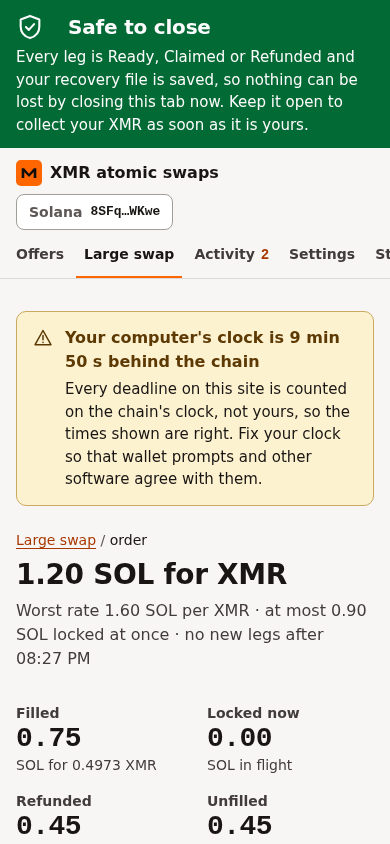 Safe to close
Every leg is Ready, Claimed or Refunded and
your recovery file is saved, so nothing can be
lost by closing this tab now. Keep it open to
collect your XMR as soon as it is yours.
XMR atomic swaps
Solana 8SFq…WKwe
Offers Large swap Activity 2 Settings St
Your computer's clock is 9 min
50 s behind the chain
Every deadline on this site is counted
on the chain's clock, not yours, so the
times shown are right. Fix your clock
so that wallet prompts and other
software agree with them.
Large swap / order
1.20 SOL for XMR
Worst rate 1.60 SOL per XMR · at most 0.90
SOL locked at once · no new legs after
08:27 PM
Filled Locked now
0.75 0.00
SOL for 0.4973 XMR SOL in flight
Refunded Unfilled
0.45 0.45